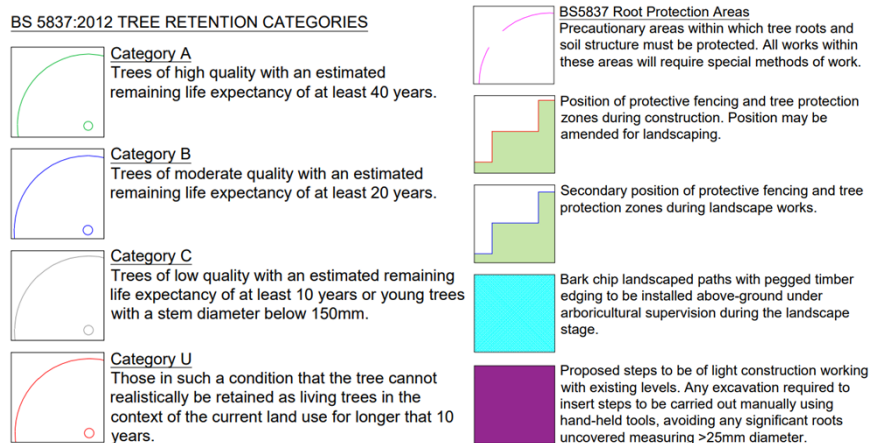 BS 5837:2012 TREE RETENTION CATEGORIES
Category A
Trees of high quality with an estimated
remaining life expectancy of at least 40 years.
Category B
Trees of moderate quality with an estimated
remaining life expectancy of at least 20 years.
Category C
Trees of low quality with an estimated remaining
life expectancy of at least 10 years or young trees
with a stem diameter below 150mm.
Category U
Those in such a condition that the tree cannot
realistically be retained as living trees in the
context of the current land use for longer that 10
years.
BS5837 Root Protection Areas
Precautionary areas within which tree roots and
soil structure must be protected. All works within
these areas will require special methods of work.
Position of protective fencing and tree protection
zones during construction. Position may be
amended for landscaping.
Secondary position of protective fencing and tree
protection zones during landscape works.
Bark chip landscaped paths with pegged timber
edging to be installed above-ground under
arboricultural supervision during the landscape
stage.
Proposed steps to be of light construction working
with existing levels. Any excavation required to
insert steps to be carried out manually using
hand-held tools, avoiding any significant roots
uncovered measuring >25mm diameter.